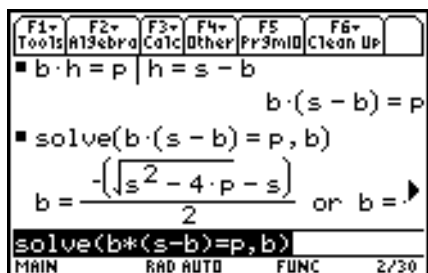 F1▾ F2▾ F3▾ F4▾ F5 F6▾
Tools Algebra Calc Other PrgmIO Clean Up
▪ b·h = p | h = s − b
b·(s − b) = p
▪ solve(b·(s − b) = p, b)
b = -(√(s² − 4·p) − s)/2 or b = ·▶
solve(b*(s-b)=p,b)
MAIN RAD AUTO FUNC 2/30